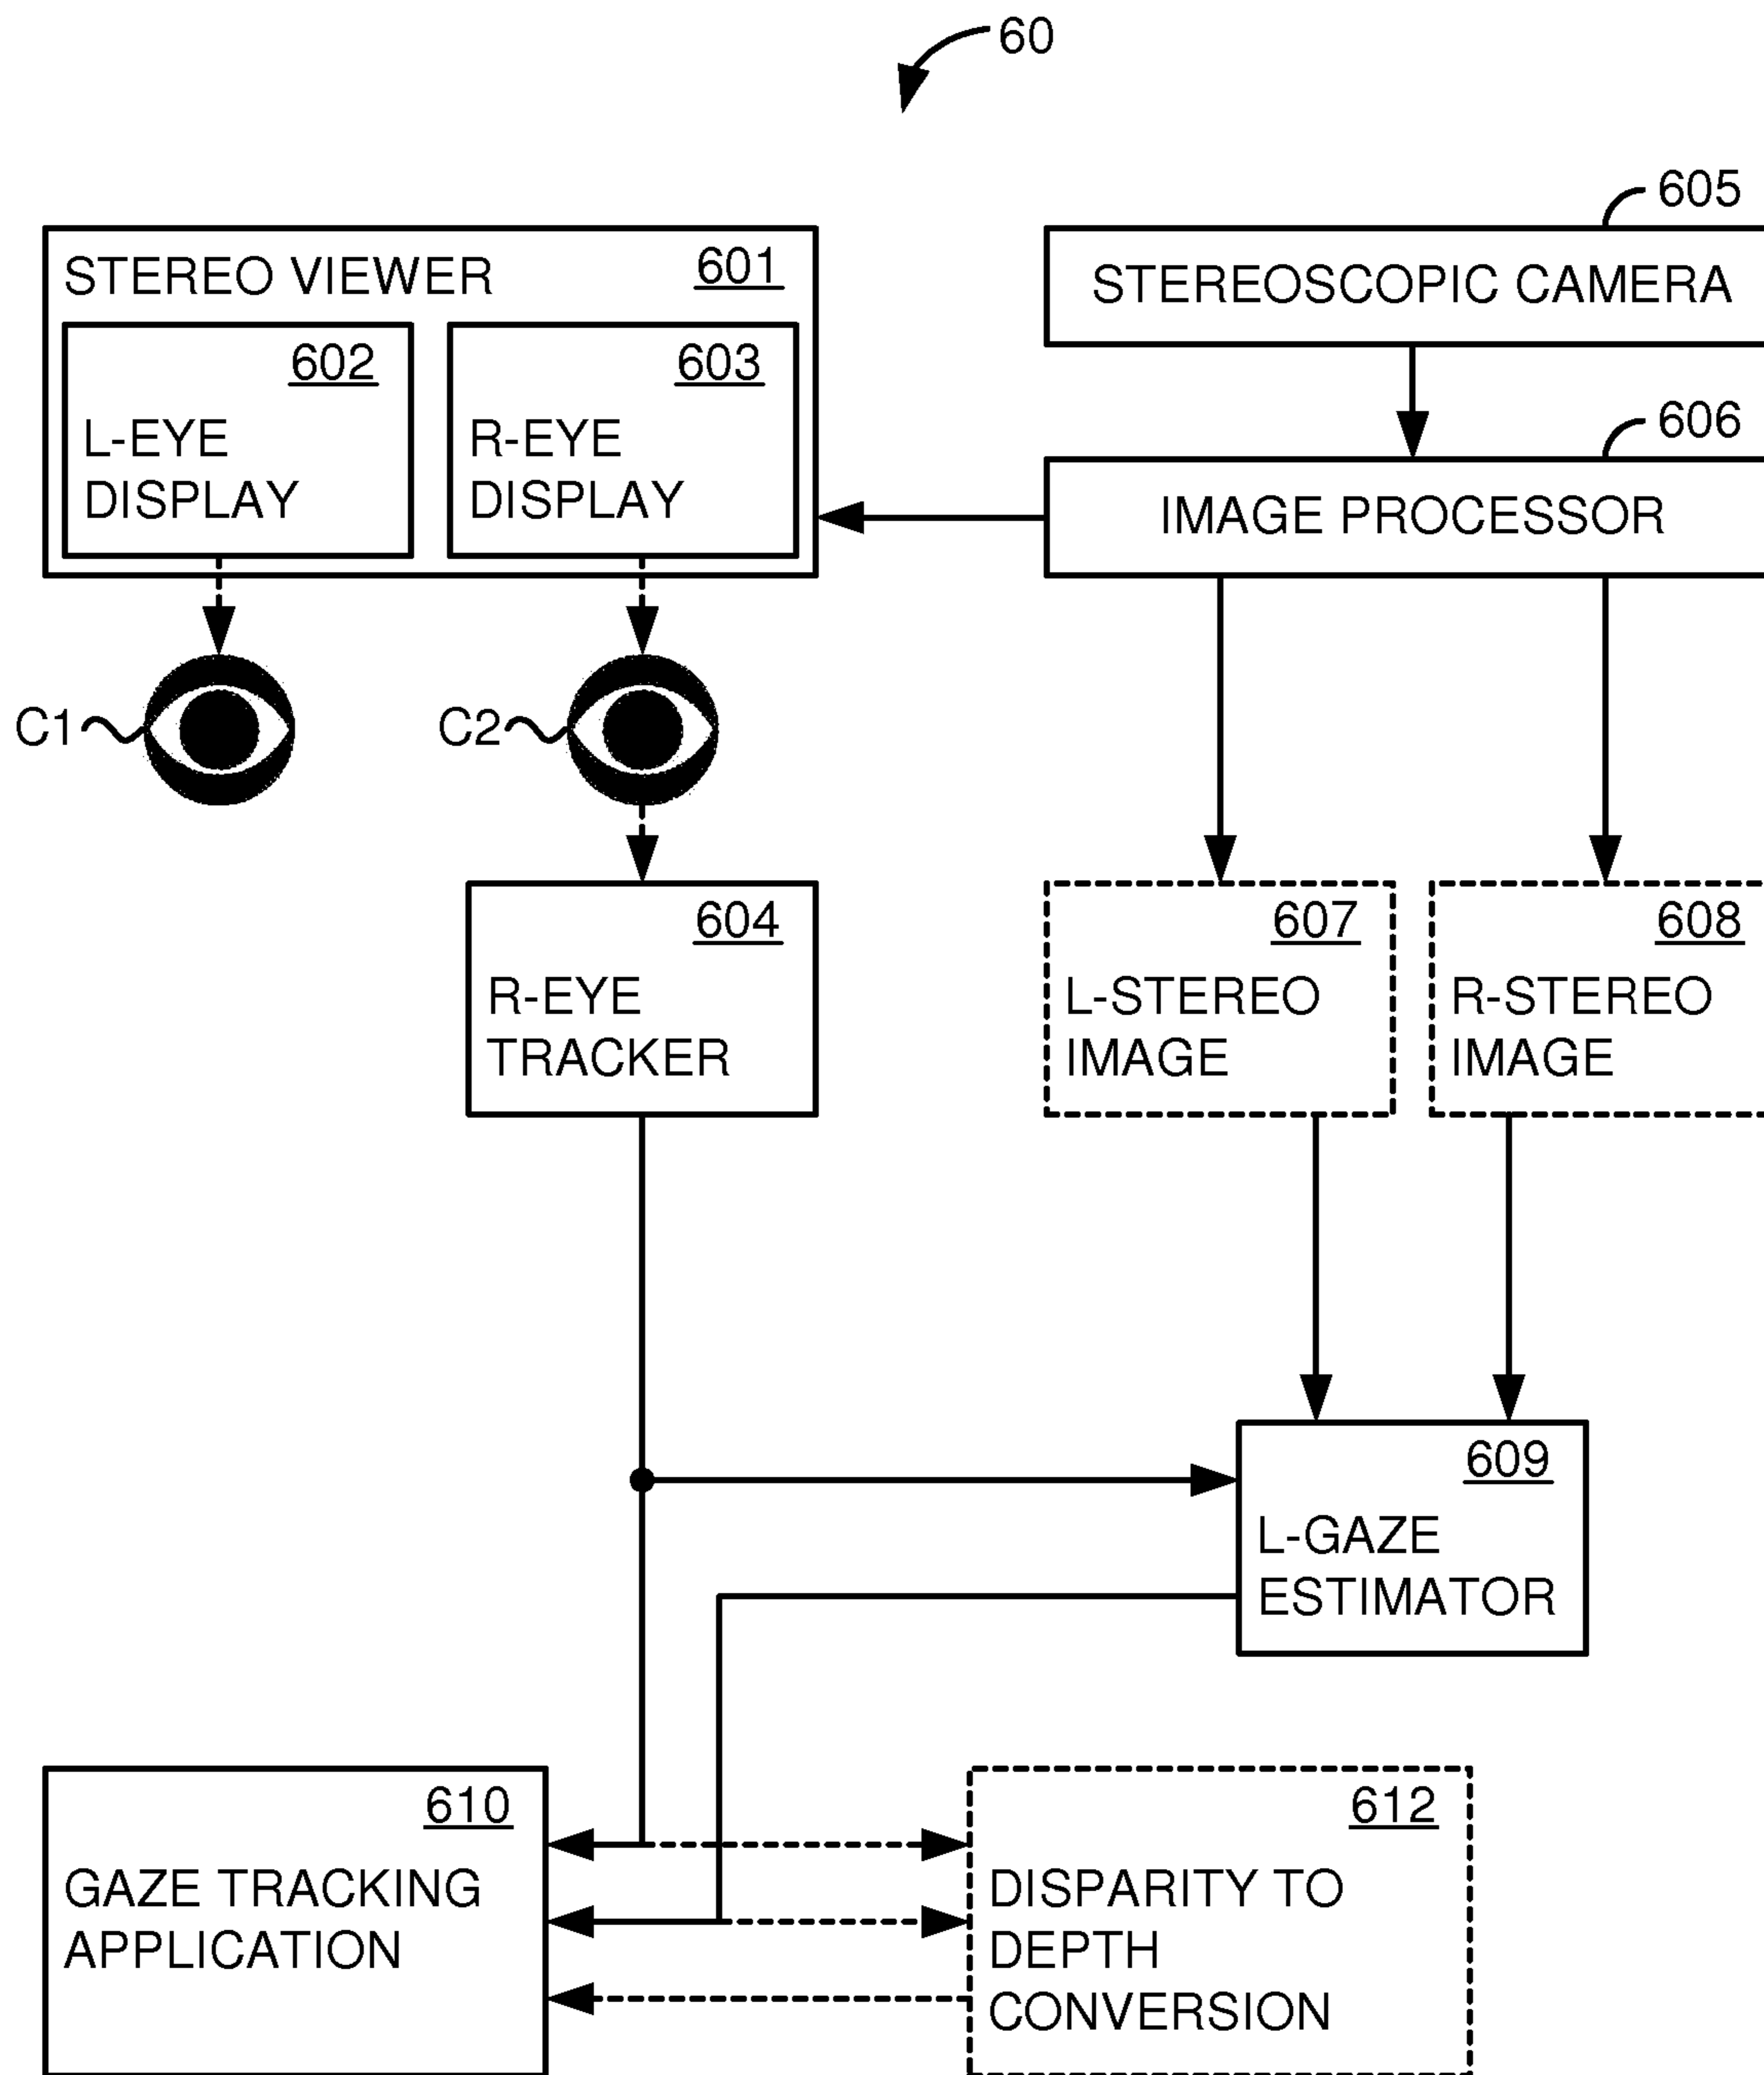 60
605
STEREO VIEWER 601
STEREOSCOPIC CAMERA
602
603
L-EYE
DISPLAY
R-EYE
DISPLAY
606
IMAGE PROCESSOR
C1
C2
604
R-EYE
TRACKER
607
L-STEREO
IMAGE
608
R-STEREO
IMAGE
609
L-GAZE
ESTIMATOR
610
GAZE TRACKING
APPLICATION
612
DISPARITY TO
DEPTH
CONVERSION